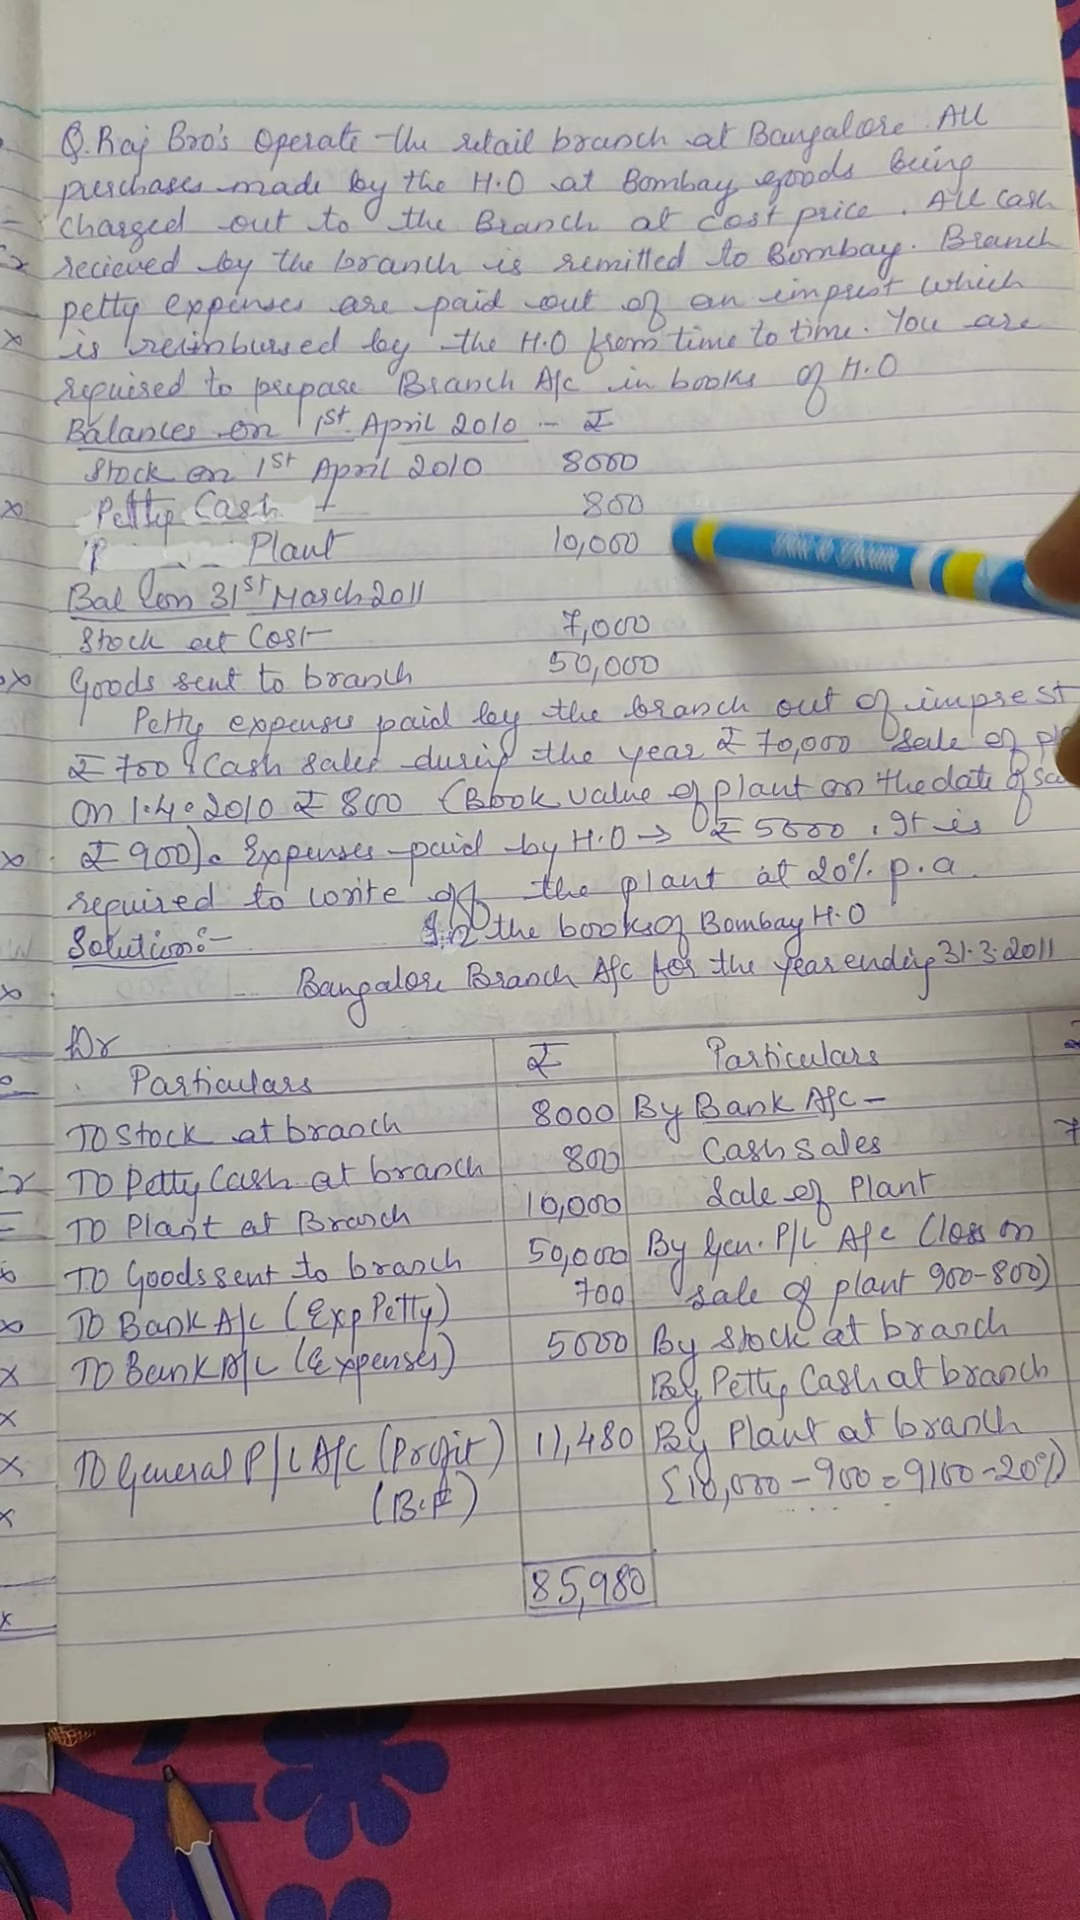 Q. Raj Bro's Operate the retail branch at Bangalore. All
purchases made by the H.O at Bombay, goods being
charged out to the Branch at cost price. All cash
recieved by the branch is remitted to Bombay. Branch
petty expenses are paid out of an imprest which
is reimbursed by the H.O from time to time. You are
required to prepare Branch A/c in books of H.O
Balances on 1st April 2010 - ₹
Stock on 1st April 2010 8000
Petty Cash 800
Plant 10,000
Bal on 31st March 2011
Stock at Cost 7,000
Goods sent to branch 50,000
Petty expenses paid by the branch out of imprest
₹ 700. Cash sales during the year ₹ 70,000 Sale of
on 1.4.2010 ₹ 800 (Book value of plant on the date of
₹ 900). Expenses paid by H.O → ₹ 5000. It is
required to write off the plant at 20% p.a.
Solution:- In the books of Bombay H.O
Bangalore Branch A/c for the year ending 31.3.2011
Dr
Particulars ₹ Particulars ₹
To Stock at branch 8000 By Bank A/c -
To Petty Cash at branch 800 Cash Sales 7
To Plant at Branch 10,000 Sale of Plant
To Goods sent to branch 50,000 By Gen. P/L A/c (Loss on
To Bank A/c (Exp Petty) 700 Sale of plant 900-800)
To Bank A/c (Expenses) 5000 By Stock at branch
By Petty Cash at branch
To General P/L A/c (Profit) 11,480 By Plant at branch
(B.F) {10,000 - 900 = 9100 - 20%)
85,980